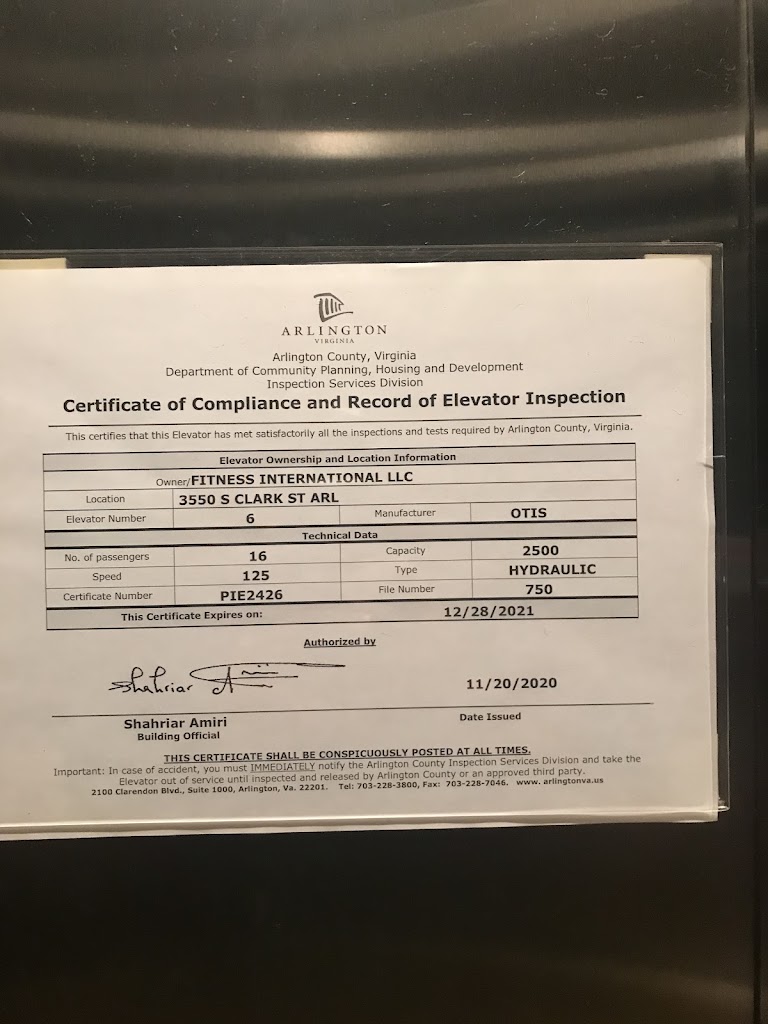 ARLINGTON
VIRGINIA
Arlington County, Virginia
Department of Community Planning, Housing and Development
Inspection Services Division
Certificate of Compliance and Record of Elevator Inspection
This certifies that this Elevator has met satisfactorily all the inspections and tests required by Arlington County, Virginia.
Elevator Ownership and Location Information
Owner/FITNESS INTERNATIONAL LLC
Location 3550 S CLARK ST ARL
Elevator Number 6 Manufacturer OTIS
Technical Data
No. of passengers 16 Capacity 2500
Speed 125 Type HYDRAULIC
Certificate Number PIE2426 File Number 750
This Certificate Expires on: 12/28/2021
Authorized by
Shahriar Amiri 11/20/2020
Shahriar Amiri Date Issued
Building Official
THIS CERTIFICATE SHALL BE CONSPICUOUSLY POSTED AT ALL TIMES.
Important: In case of accident, you must IMMEDIATELY notify the Arlington County Inspection Services Division and take the
Elevator out of service until inspected and released by Arlington County or an approved third party.
2100 Clarendon Blvd., Suite 1000, Arlington, Va. 22201. Tel: 703-228-3800, Fax: 703-228-7046. www. arlingtonva.us